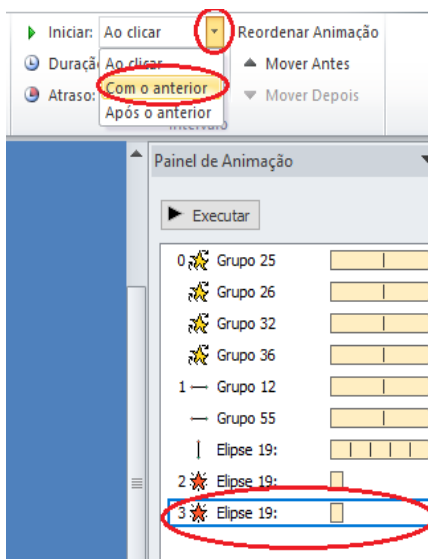 Iniciar: Ao clicar Reordenar Animação
Duraçã Ao clicar Mover Antes
Atraso: Com o anterior Mover Depois
Após o anterior
Intervalo
Painel de Animação
Executar
0 Grupo 25
Grupo 26
Grupo 32
Grupo 36
1 Grupo 12
Grupo 55
Elipse 19:
2 Elipse 19:
3 Elipse 19: